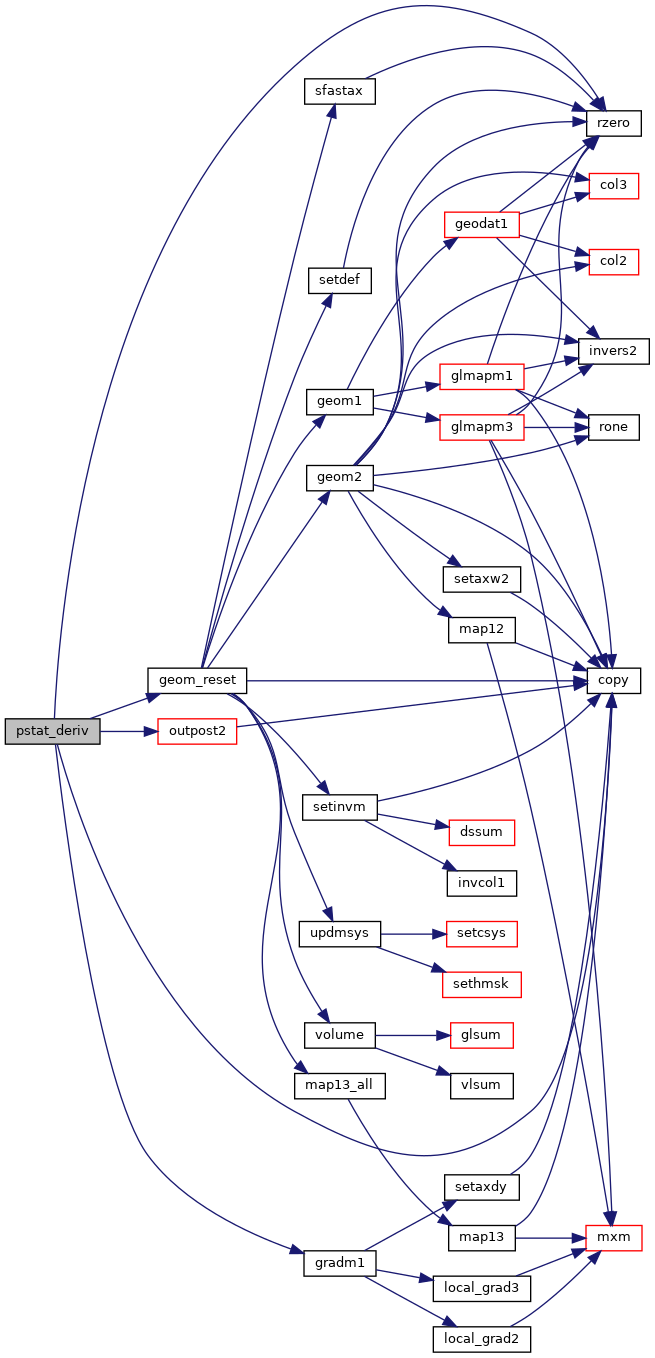 sfastax
rzero
col3
geodat1
col2
setdef
invers2
glmapm1
geom1
glmapm3
rone
geom2
setaxw2
map12
geom_reset
copy
pstat_deriv
outpost2
setinvm
dssum
invcol1
updmsys
setcsys
sethmsk
volume
glsum
map13_all
vlsum
setaxdy
map13
mxm
gradm1
local_grad3
local_grad2